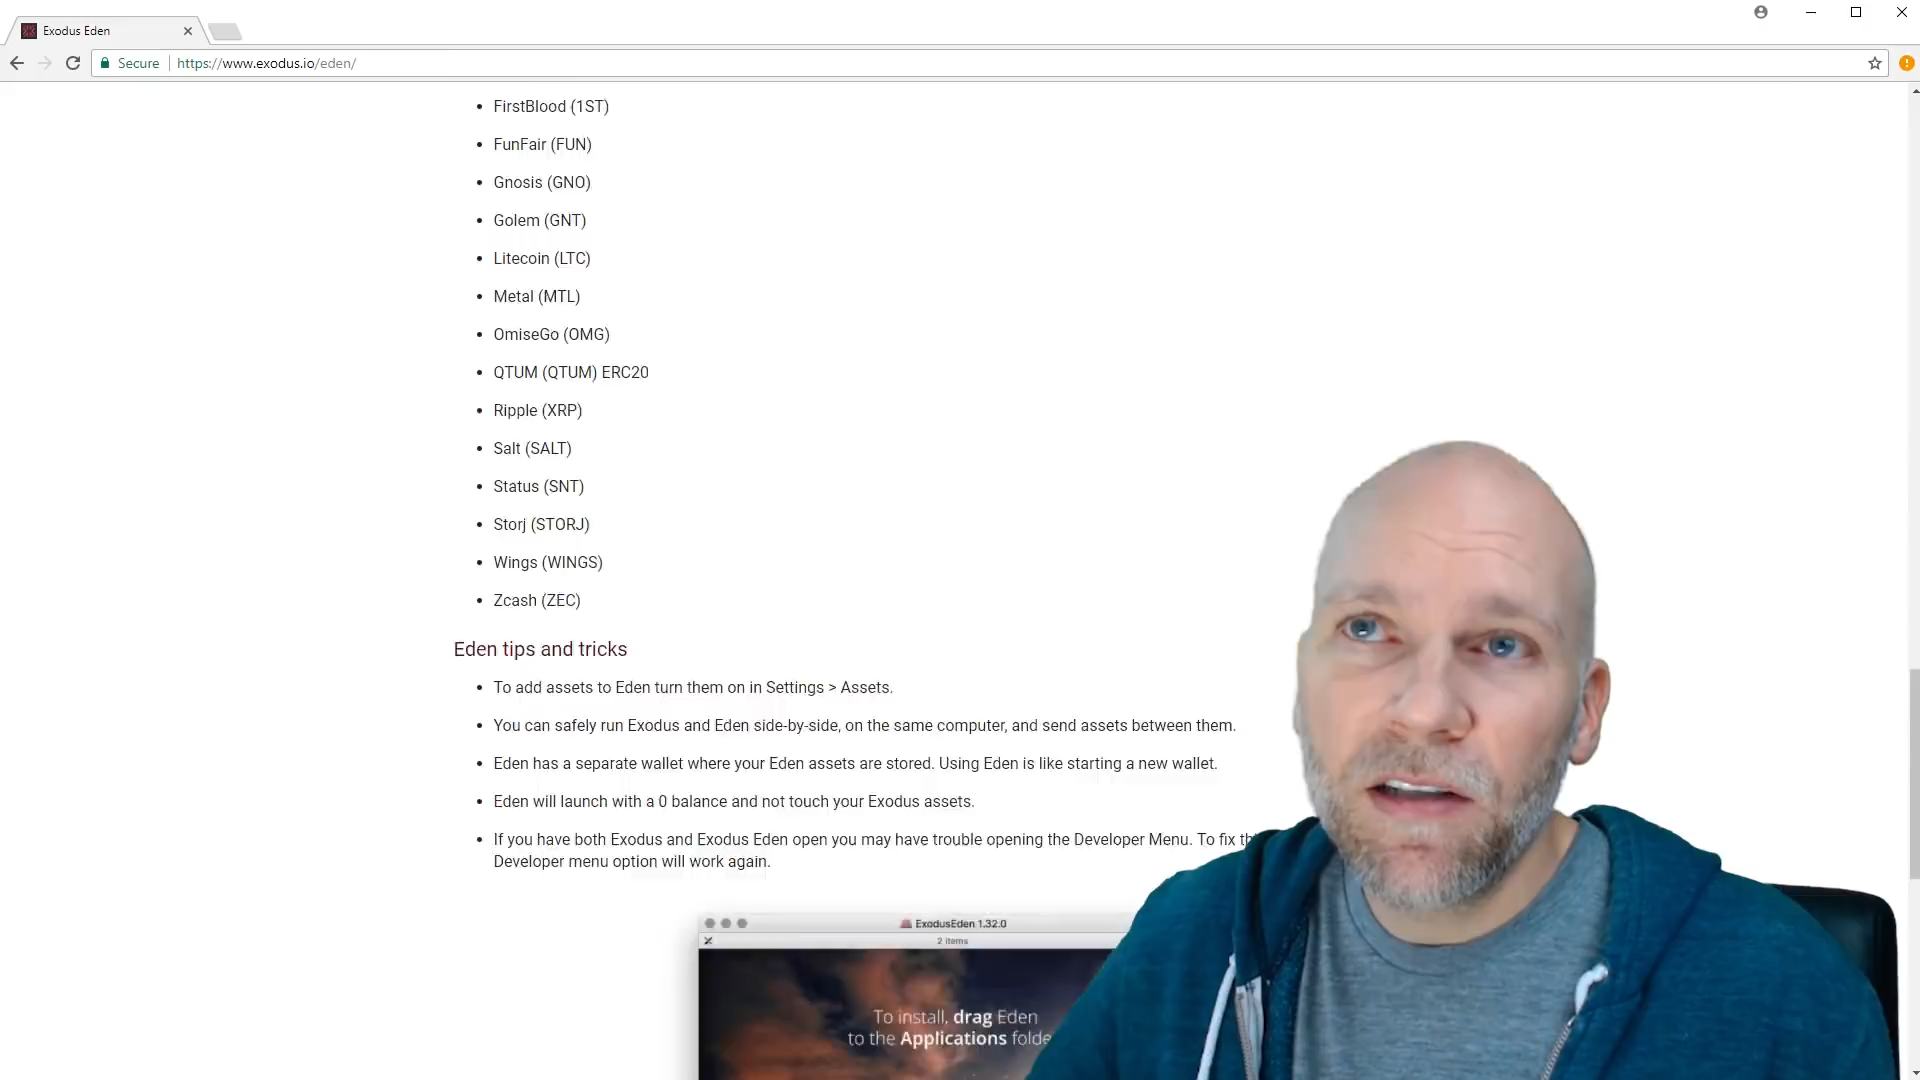 Exodus Eden
Secure
https://www.exodus.io/eden/
FirstBlood (1ST)
FunFair (FUN)
Gnosis (GNO)
Golem (GNT)
Litecoin (LTC)
Metal (MTL)
OmiseGo (OMG)
QTUM (QTUM) ERC20
Ripple (XRP)
Salt (SALT)
Status (SNT)
Storj (STORJ)
Wings (WINGS)
Zcash (ZEC)
Eden tips and tricks
To add assets to Eden turn them on in Settings > Assets.
You can safely run Exodus and Eden side-by-side, on the same computer, and send assets between them.
Eden has a separate wallet where your Eden assets are stored. Using Eden is like starting a new wallet.
Eden will launch with a 0 balance and not touch your Exodus assets.
If you have both Exodus and Exodus Eden open you may have trouble opening the Developer Menu. To fix
Developer menu option will work again.
ExodusEden 1.32.0
2 items
To install, drag Eden
to the Applications